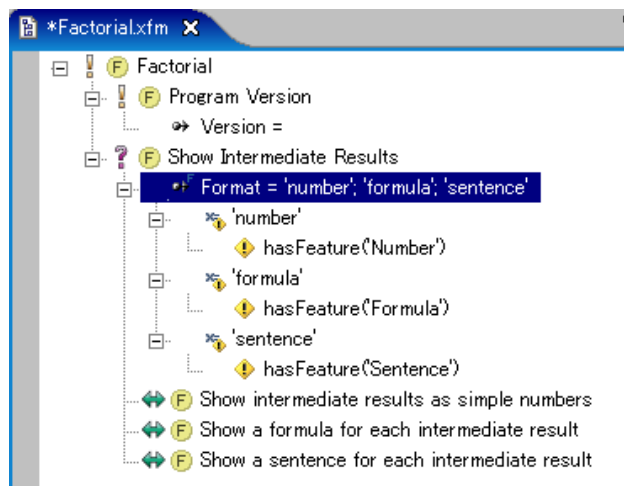 *Factorial.xfm
Factorial
Program Version
Version =
Show Intermediate Results
Format = 'number'; 'formula'; 'sentence'
'number'
hasFeature('Number')
'formula'
hasFeature('Formula')
'sentence'
hasFeature('Sentence')
Show intermediate results as simple numbers
Show a formula for each intermediate result
Show a sentence for each intermediate result